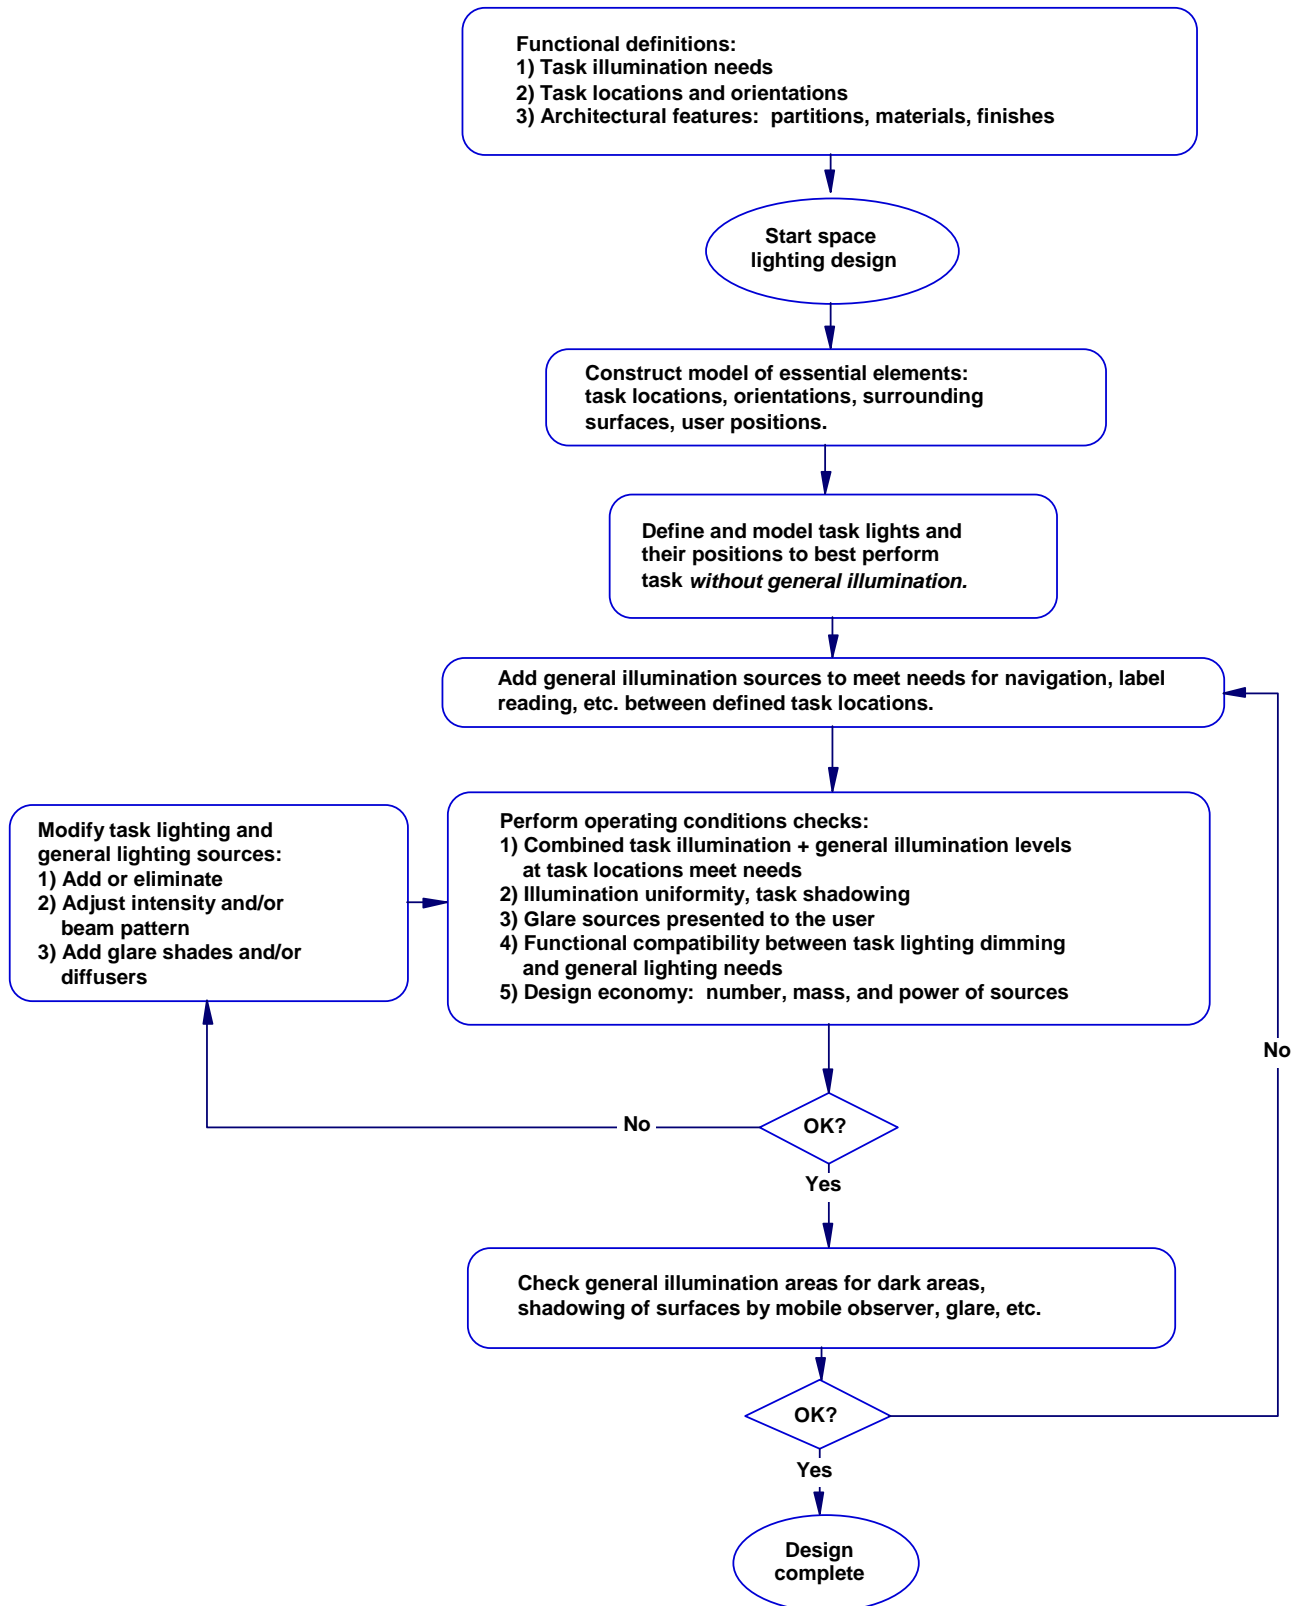 Functional definitions:
1) Task illumination needs
2) Task locations and orientations
3) Architectural features:  partitions, materials, finishes
Start space
lighting design
Construct model of essential elements:
task locations, orientations, surrounding
surfaces, user positions.
Define and model task lights and
their positions to best perform
task without general illumination.
Add general illumination sources to meet needs for navigation, label
reading, etc. between defined task locations.
Modify task lighting and
general lighting sources:
1) Add or eliminate
2) Adjust intensity and/or
beam pattern
3) Add glare shades and/or
diffusers
Perform operating conditions checks:
1) Combined task illumination + general illumination levels
at task locations meet needs
2) Illumination uniformity, task shadowing
3) Glare sources presented to the user
4) Functional compatibility between task lighting dimming
and general lighting needs
5) Design economy:  number, mass, and power of sources
No
No
OK?
Yes
Check general illumination areas for dark areas,
shadowing of surfaces by mobile observer, glare, etc.
OK?
Yes
Design
complete